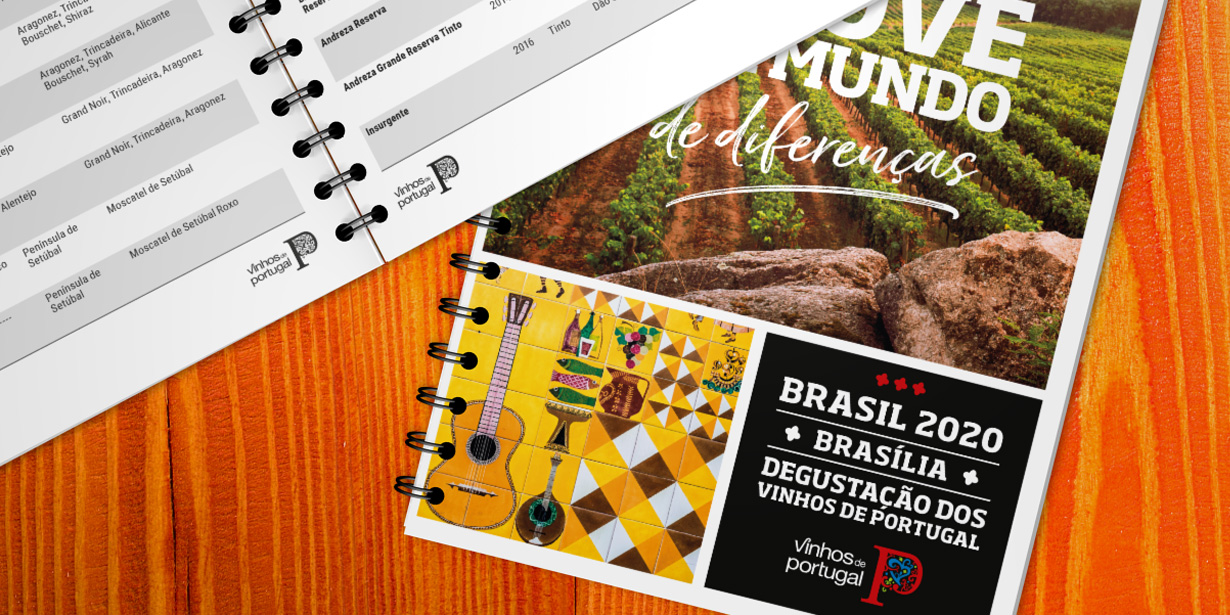 Aragonez, Trincadeira,
Bouschet, Shiraz
Aragonez, Trincadeira, Alicante
Bouschet, Syrah
Grand Noir, Trincadeira, Aragonez
Grand Noir, Trincadeira, Aragonez
Alentejo
Moscatel de Setúbal
Península de
Setúbal
Moscatel de Setúbal Roxo
Península de
Setúbal
vinhos de
portugal
Andreza Reserva
Andreza Grande Reserva Tinto
2016 Tinto
Insurgente
vinhos de
portugal
MUNDO
de diferenças
BRASIL 2020
BRASÍLIA
DEGUSTAÇÃO DOS
VINHOS DE PORTUGAL
vinhos de
portugal